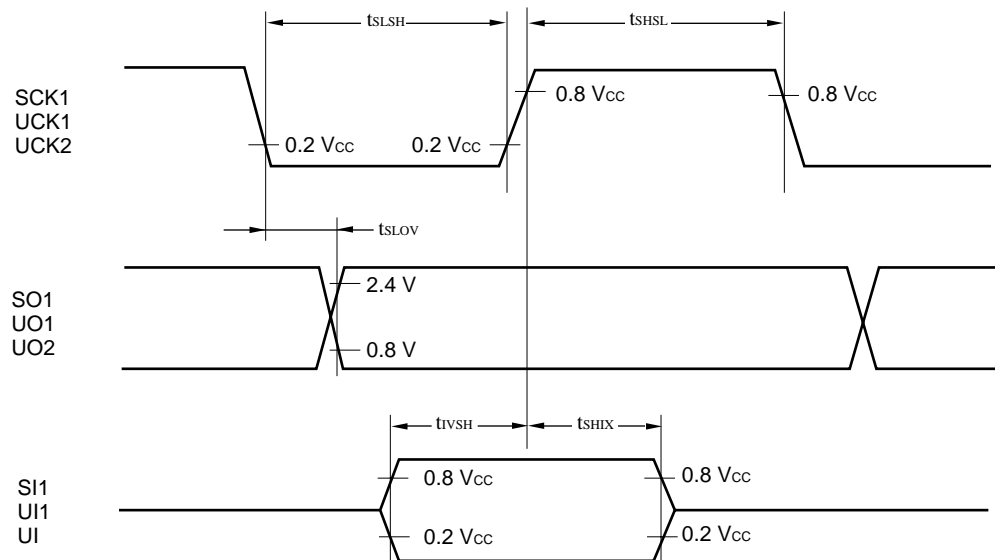 tSLSH
tSHSL
SCK1
UCK1
UCK2
0.2 VCC
0.2 VCC
0.8 VCC
0.8 VCC
tSLOV
SO1
UO1
UO2
2.4 V
0.8 V
tIVSH
tSHIX
SI1
UI1
UI
0.8 VCC
0.8 VCC
0.2 VCC
0.2 VCC